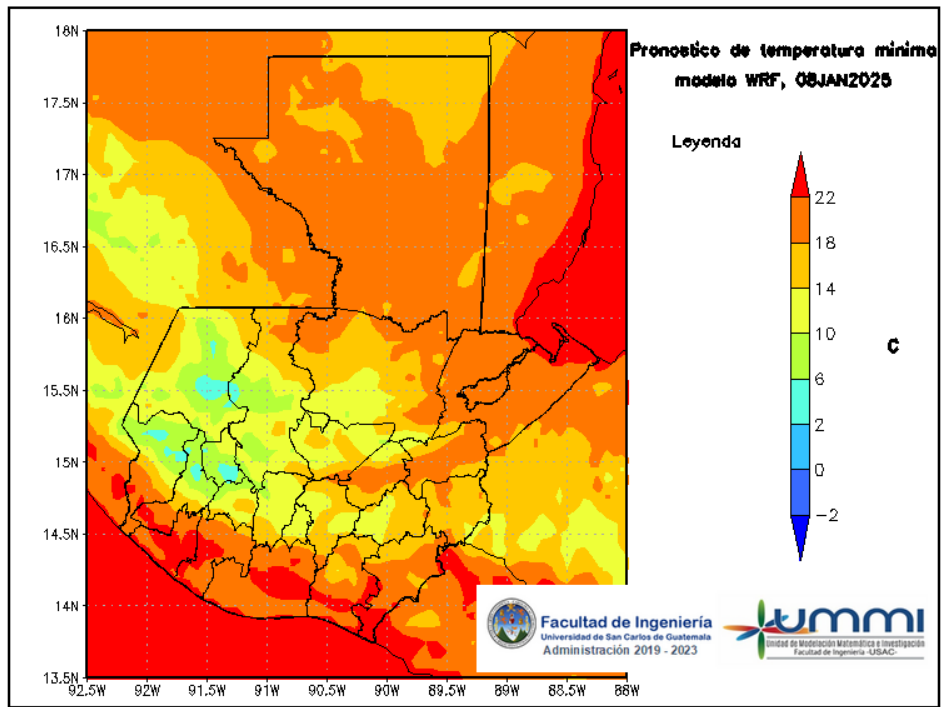 Pronostico de temperatura minima
modelo WRF, 08JAN2025
Leyenda
22
18
14
10
6
2
0
−2
C
18N
17.5N
17N
16.5N
16N
15.5N
15N
14.5N
14N
13.5N
92.5W 92W 91.5W 91W 90.5W 90W 89.5W 89W 88.5W 88W
Facultad de Ingeniería
Universidad de San Carlos de Guatemala
Administración 2019 - 2023
ummi
Unidad de Modelación Matemática e Investigación
Facultad de Ingeniería -USAC-